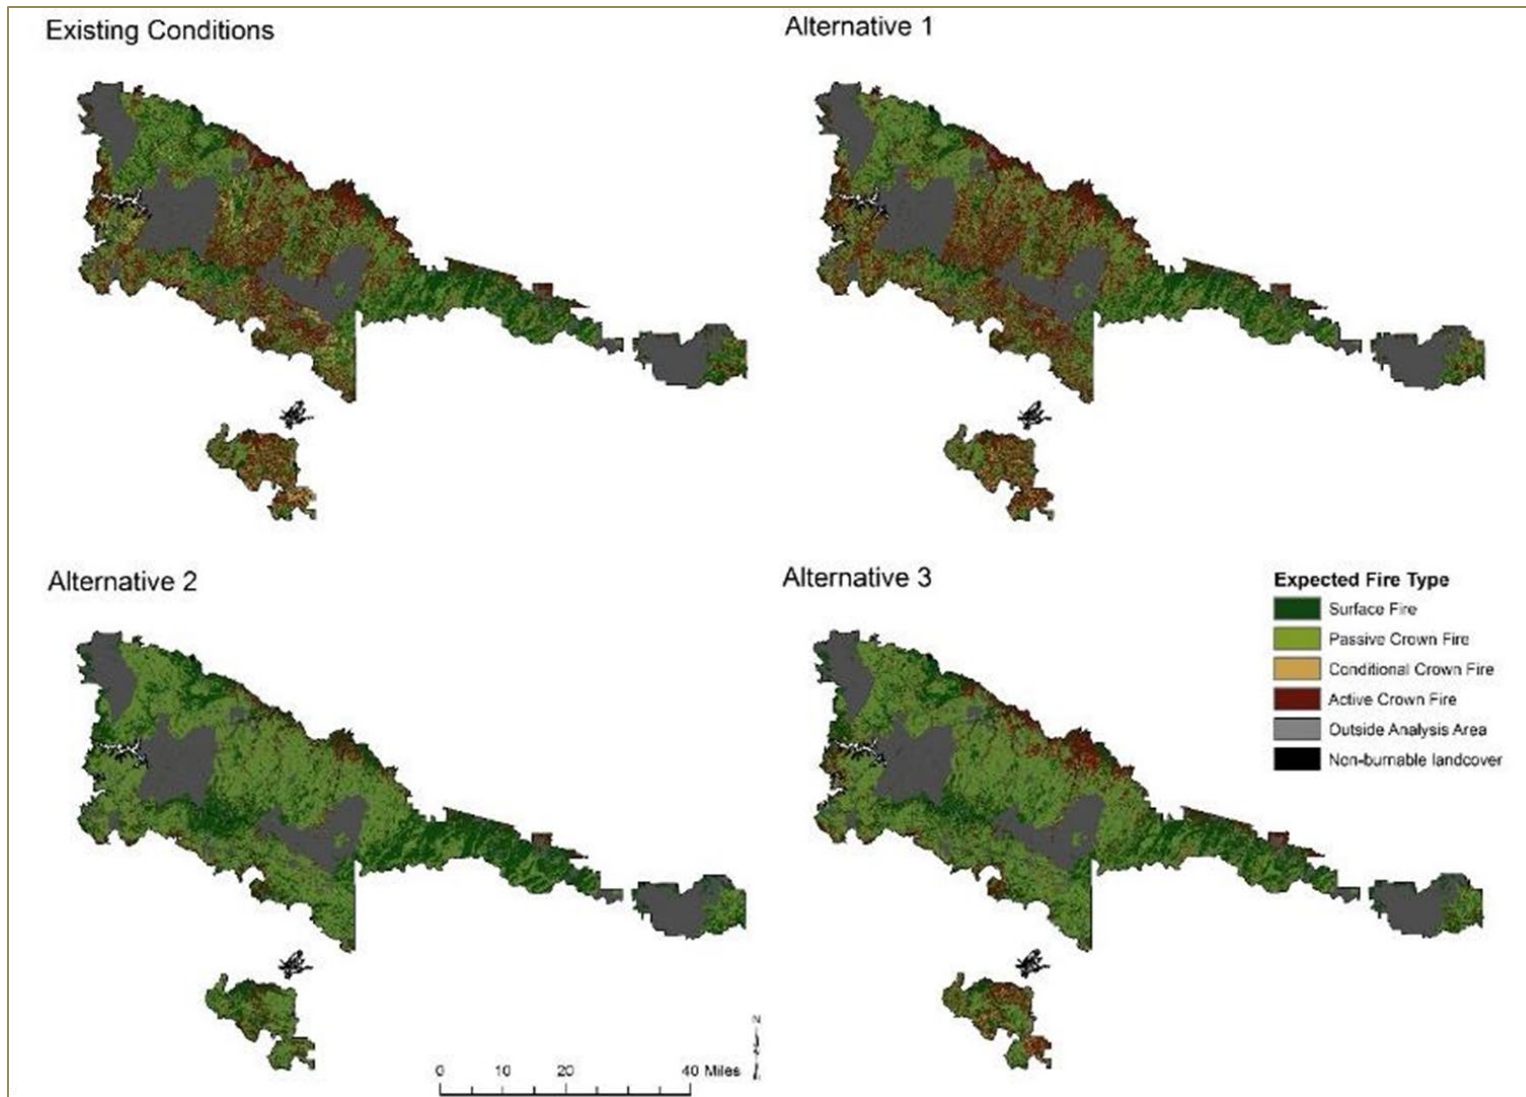 Existing Conditions
Alternative 1
Alternative 2
Alternative 3
Expected Fire Type
Surface Fire
Passive Crown Fire
Conditional Crown Fire
Active Crown Fire
Outside Analysis Area
Non-burnable landcover
N
0 10 20 40 Miles